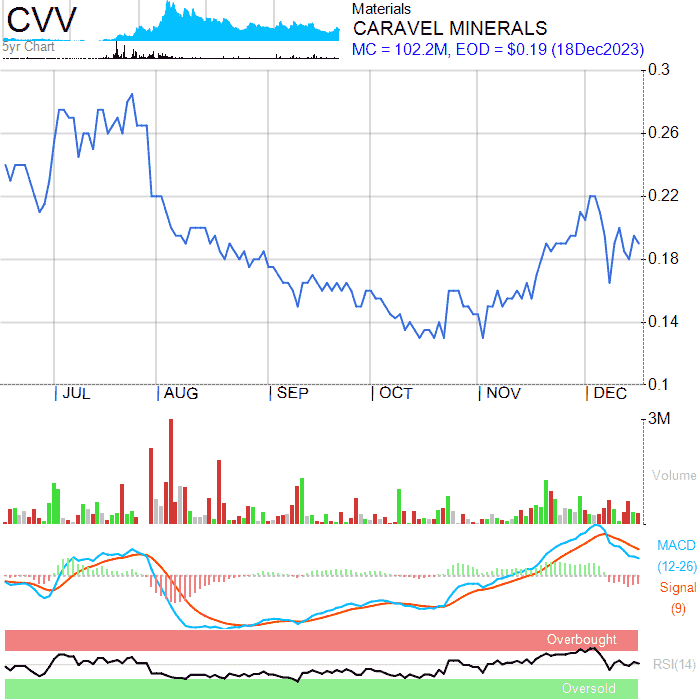 CVV
5yr Chart
Materials
CARAVEL MINERALS
MC = 102.2M, EOD = $0.19 (18Dec2023)
0.3
0.26
0.22
0.18
0.14
0.1
JUL AUG SEP OCT NOV DEC
3M
Volume
MACD
(12-26)
Signal
(9)
Overbought
RSI(14)
Oversold